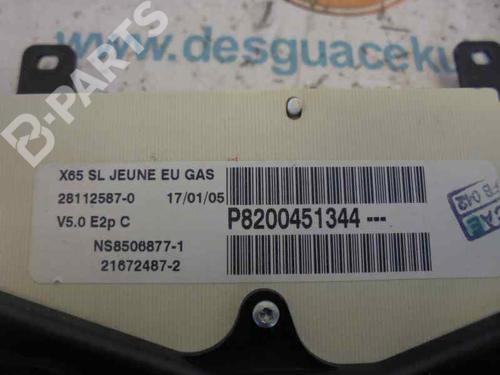 www.desguaceku
B-PARTS
X65 SL JEUNE EU GAS
28112587-0 17/01/05
V5.0 E2p C
P8200451344---
NS8506877-1
21672487-2